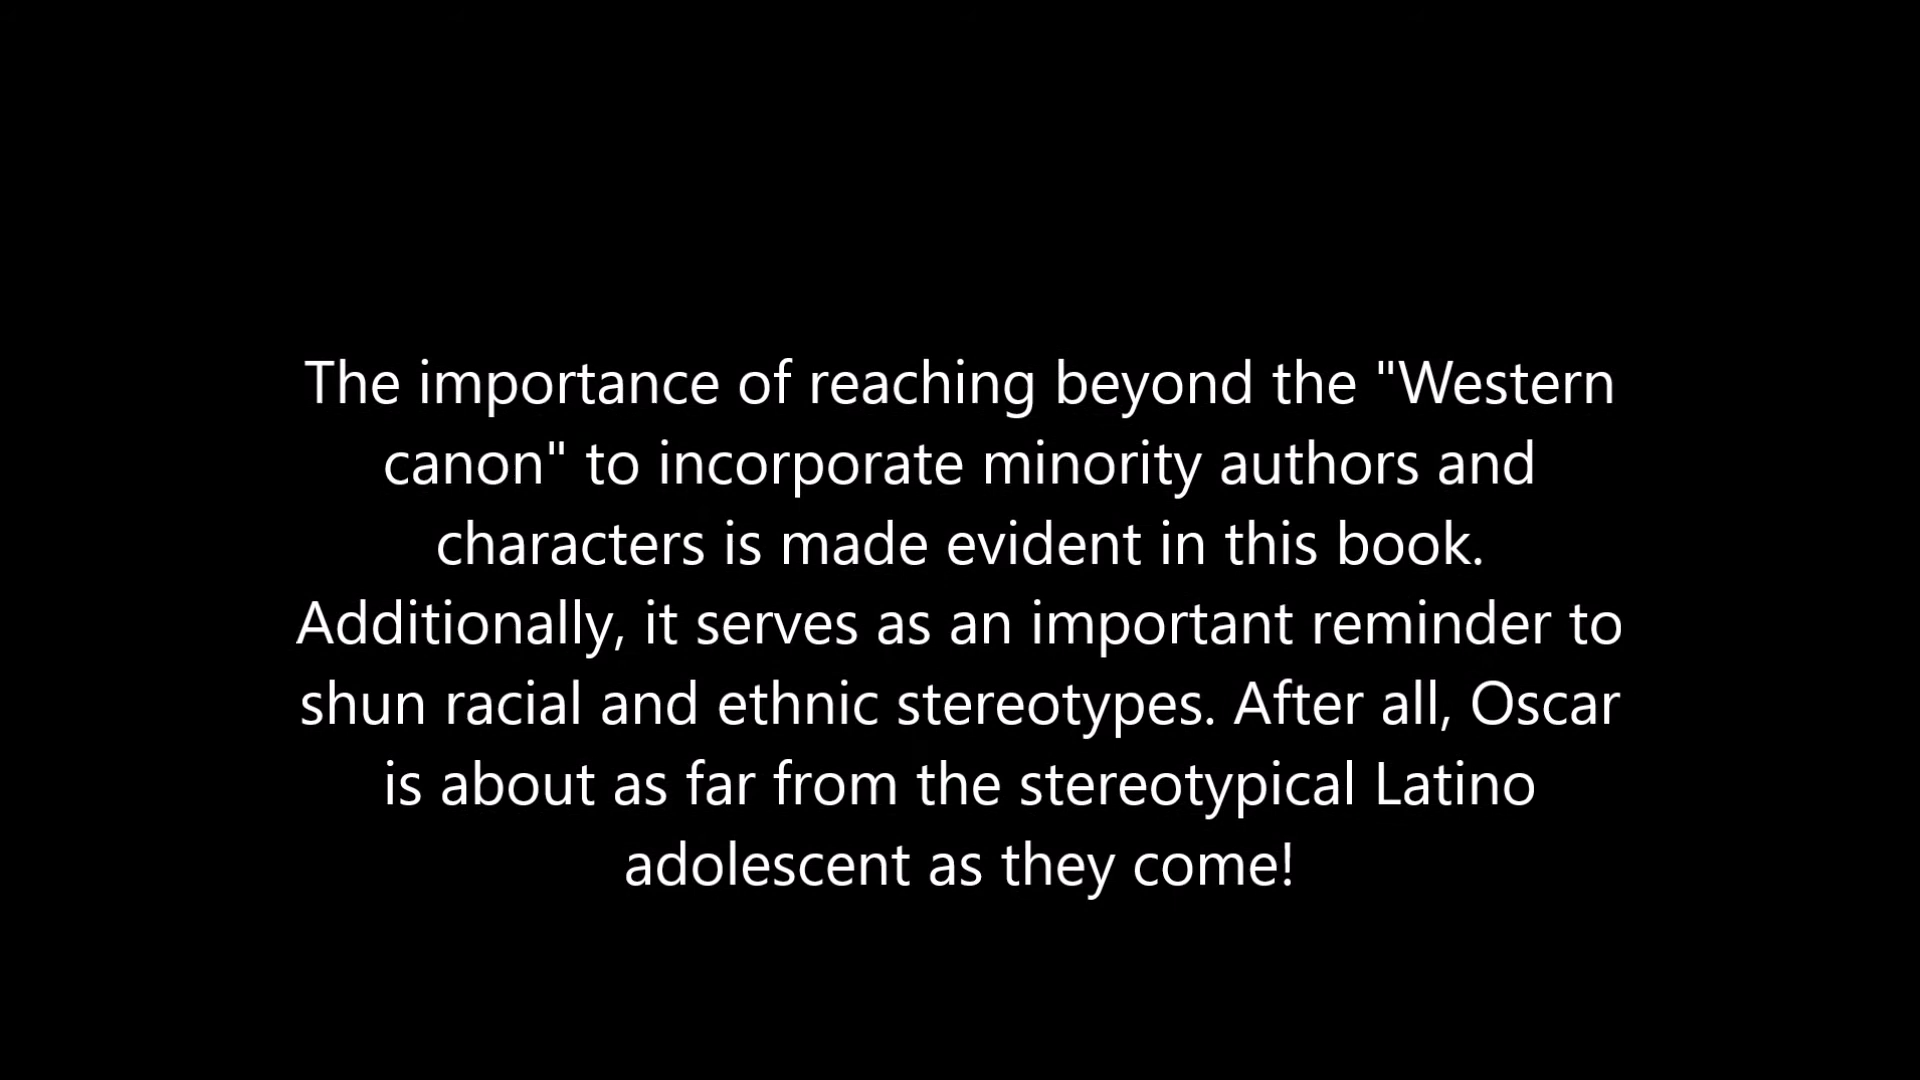 The importance of reaching beyond the "Western
canon" to incorporate minority authors and
characters is made evident in this book.
Additionally, it serves as an important reminder to
shun racial and ethnic stereotypes. After all, Oscar
is about as far from the stereotypical Latino
adolescent as they come!